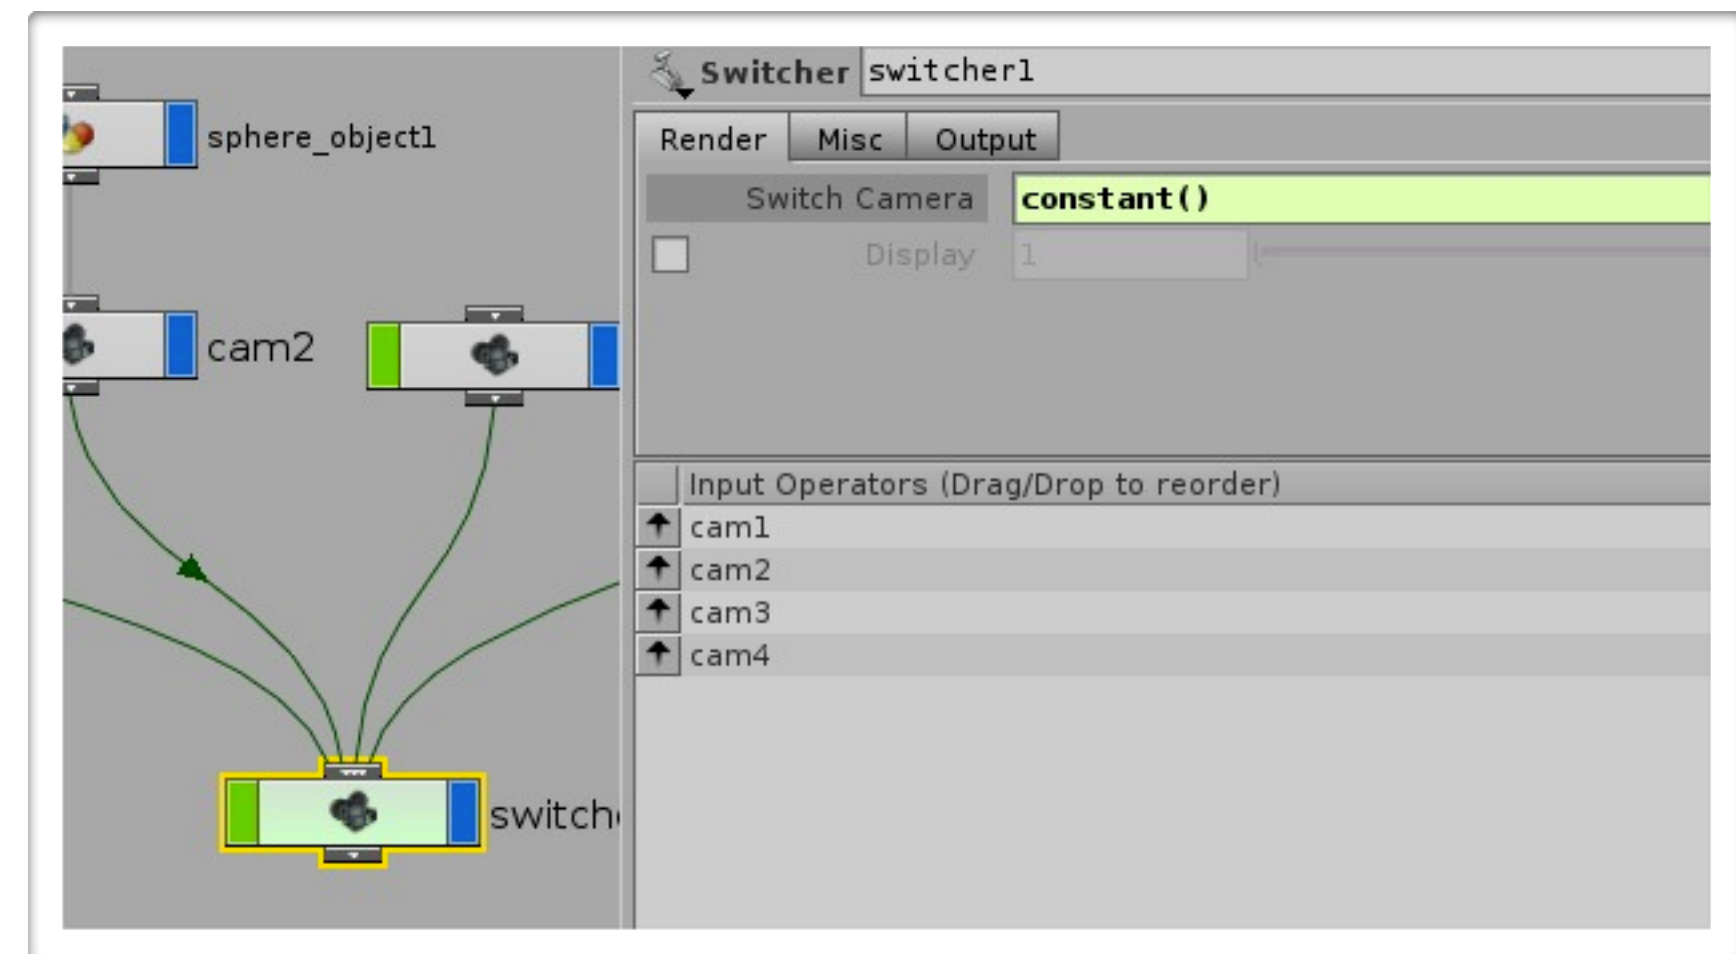 sphere_object1
cam2
switch
Switcher switcher1
Render Misc Output
Switch Camera constant()
Display 1
Input Operators (Drag/Drop to reorder)
cam1
cam2
cam3
cam4